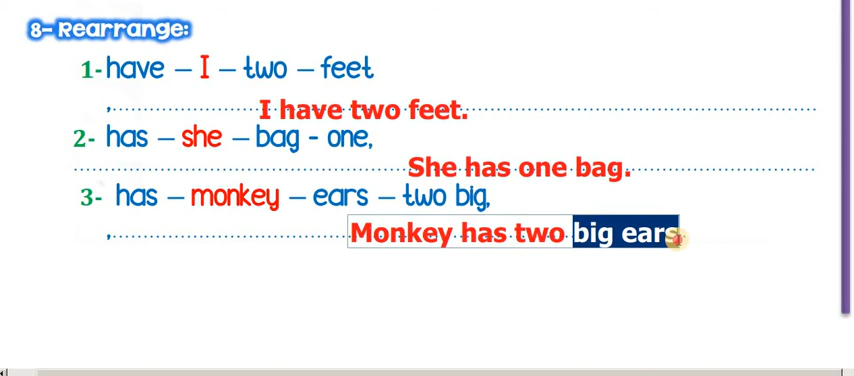 8- Rearrange:
1- have – I – two – feet
I have two feet.
2- has – she – bag - one,
She has one bag.
3- has – monkey – ears – two big,
Monkey has two big ears